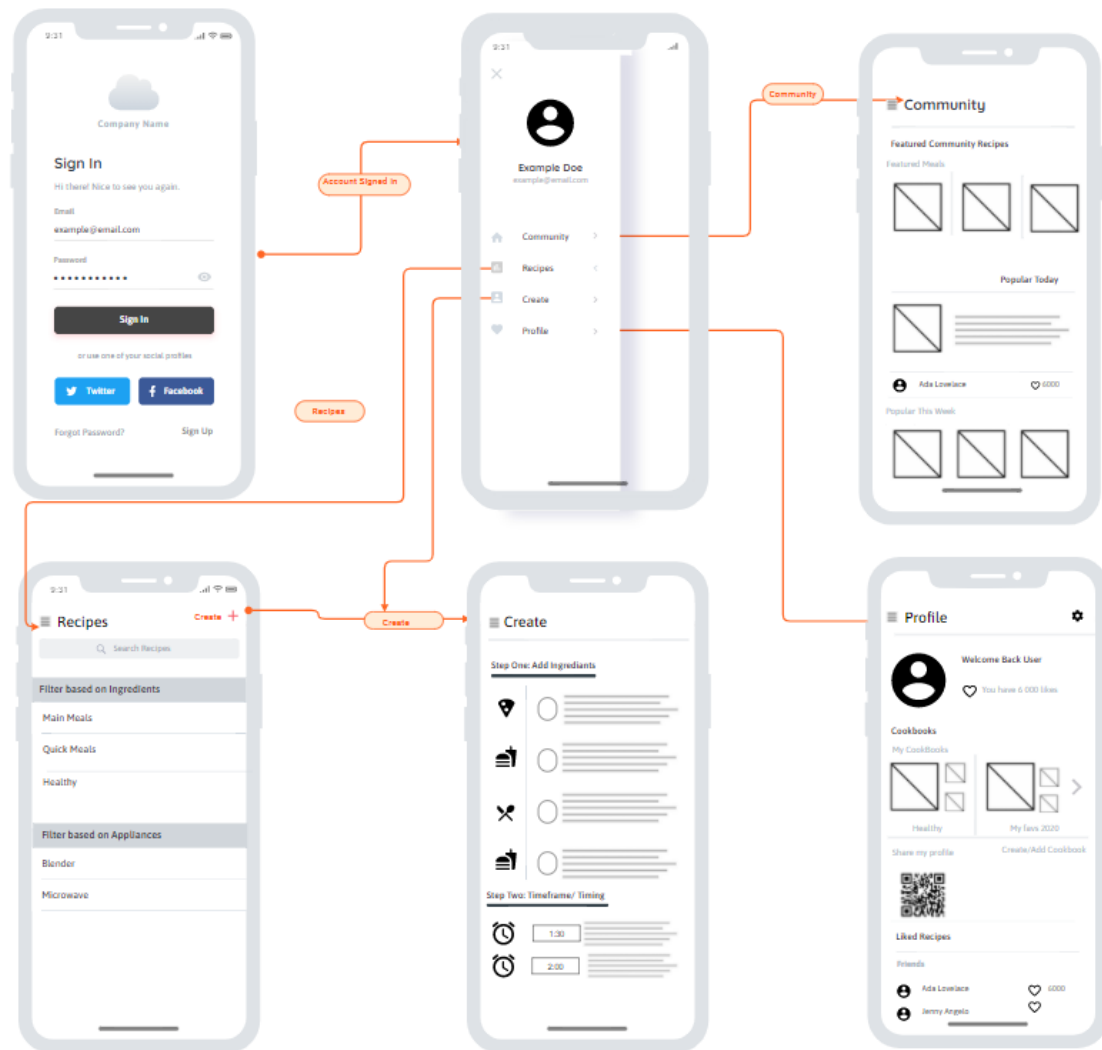 9:31
Company Name
Sign In
Hi there! Nice to see you again.
Email
example@email.com
Password
Sign In
or use one of your social profiles
Twitter
Facebook
Forgot Password?
Sign Up
Account Signed In
9:31
Example Doe
example@email.com
Community
Recipes
Create
Profile
Community
Community
Featured Community Recipes
Featured Meals
Popular Today
Ada Lovelace
6000
Popular This Week
Recipes
9:31
Recipes
Create +
Search Recipes
Filter based on Ingredients
Main Meals
Quick Meals
Healthy
Filter based on Appliances
Blender
Microwave
Create
Create
Step One: Add Ingrediants
Step Two: Timeframe/ Timing
1:30
2:00
Profile
Welcome Back User
You have 6 000 likes
Cookbooks
My CookBooks
Healthy
My favs 2020
Share my profile
Create/Add Cookbook
Liked Recipes
Friends
Ada Lovelace
6000
Jenny Angelo